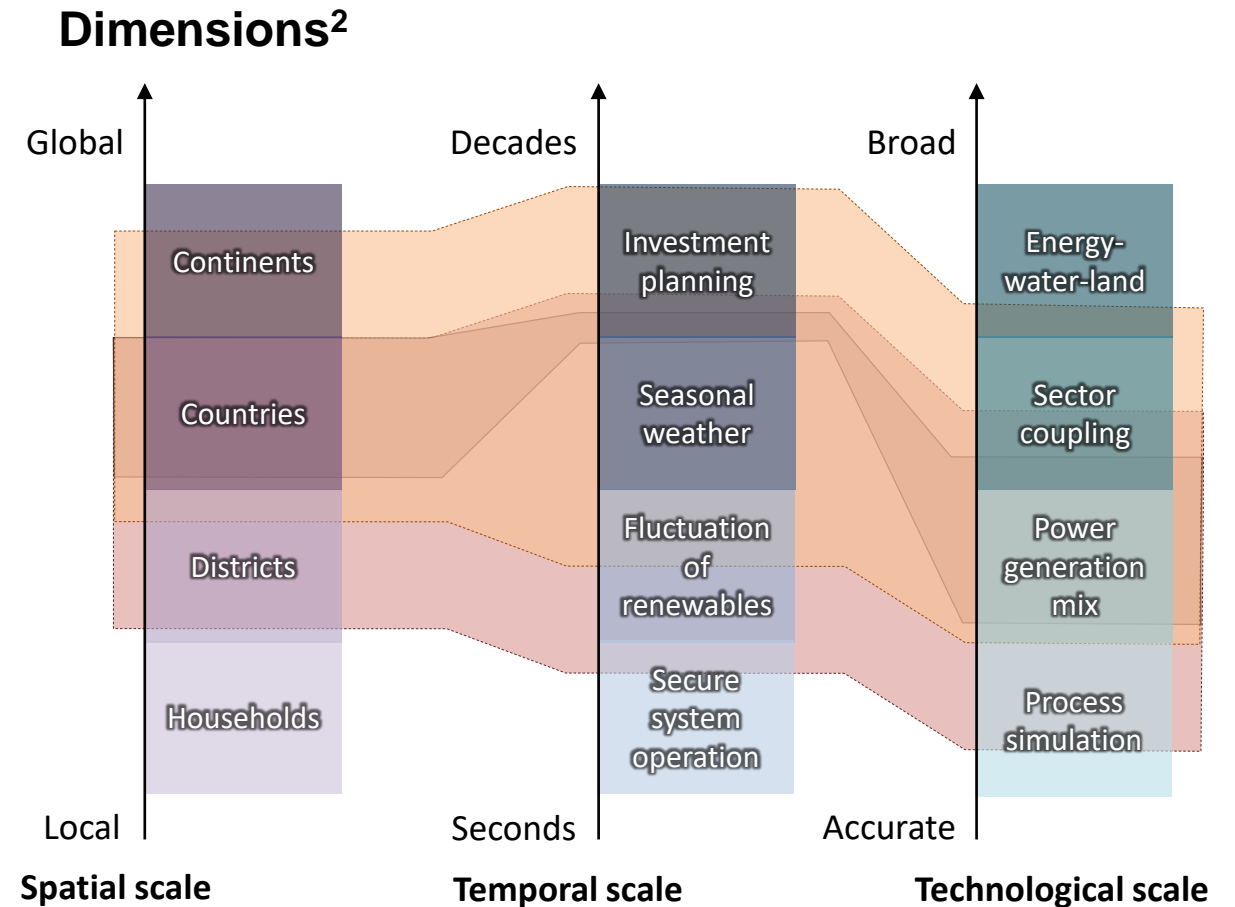 Dimensions²
Global
Continents
Countries
Districts
Households
Local
Spatial scale
Decades
Investment
planning
Seasonal
weather
Fluctuation
of
renewables
Secure
system
operation
Seconds
Temporal scale
Broad
Energy-
water-land
Sector
coupling
Power
generation
mix
Process
simulation
Accurate
Technological scale